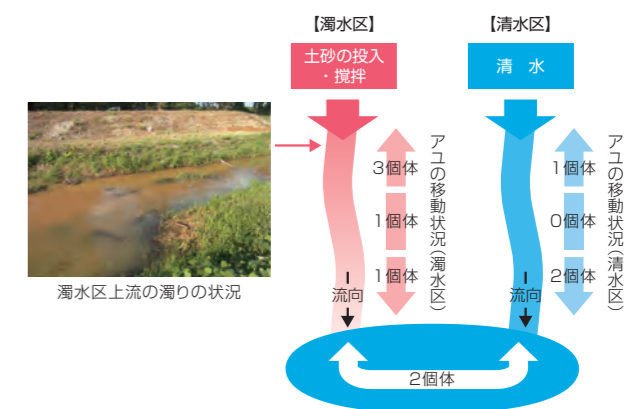 【濁水区】
【清水区】
土砂の投入
・撹拌
清 水
3個体
1個体
1個体
アユの移動状況(濁水区)
1個体
0個体
2個体
アユの移動状況(清水区)
濁水区上流の濁りの状況
流向
流向
2個体